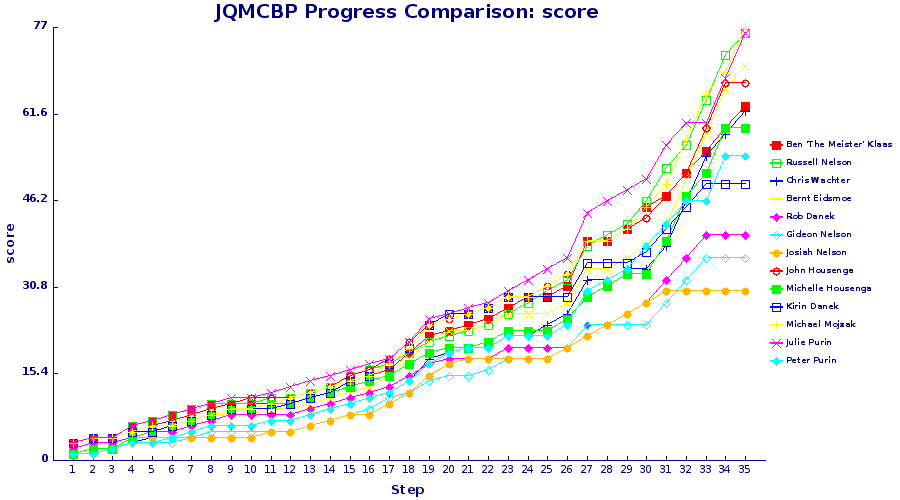 JQMCBP Progress Comparison: score
77
61.6
46.2
30.8
15.4
0
score
1 2 3 4 5 6 7 8 9 10 11 12 13 14 15 16 17 18 19 20 21 22 23 24 25 26 27 28 29 30 31 32 33 34 35
Step
Ben 'The Meister' Klaas
Russell Nelson
Chris Wachter
Bernt Eidsmoe
Rob Danek
Gideon Nelson
Josiah Nelson
John Housenga
Michelle Housenga
Kirin Danek
Michael Mojzak
Julie Purin
Peter Purin